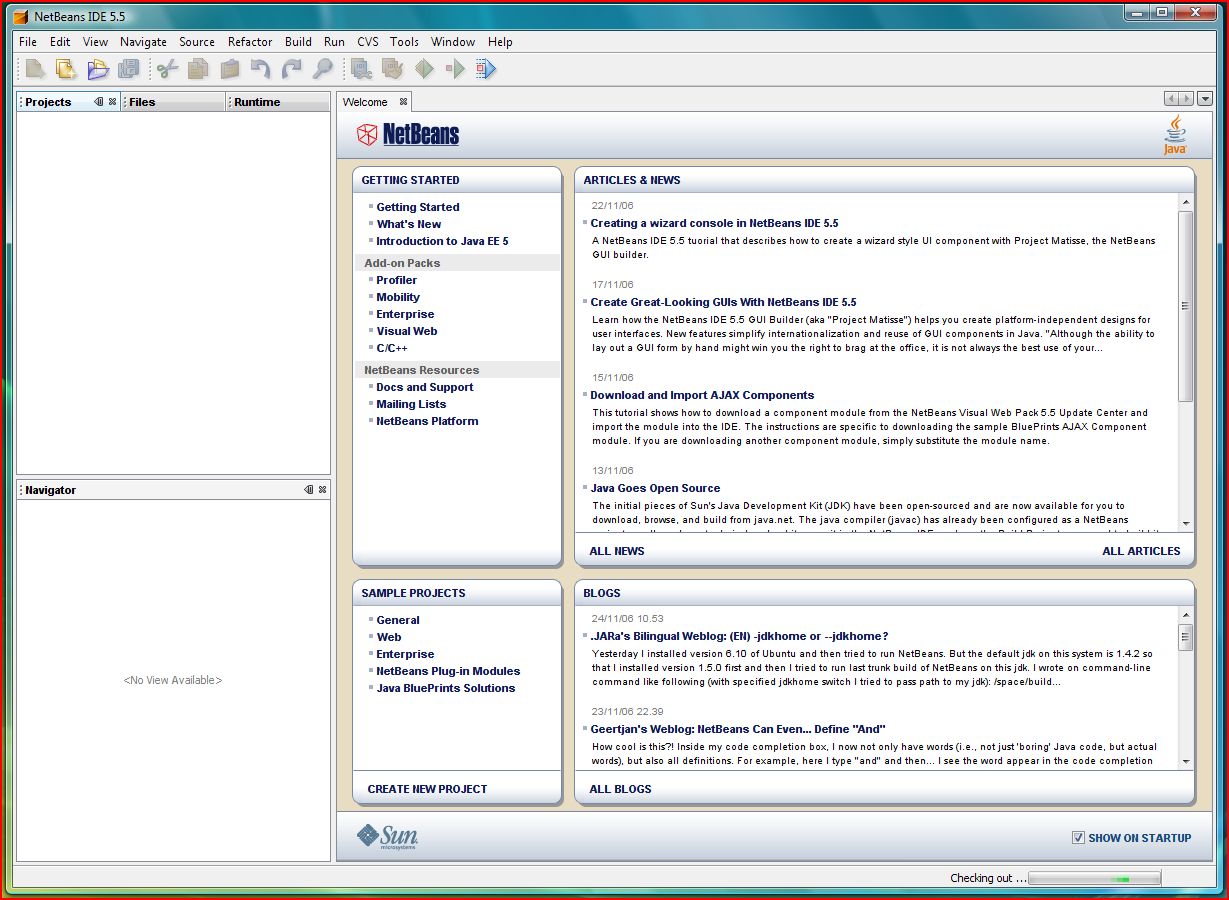 NetBeans IDE 5.5
File Edit View Navigate Source Refactor Build Run CVS Tools Window Help
Projects Files Runtime
Welcome
NetBeans
Java
GETTING STARTED
Getting Started
What's New
Introduction to Java EE 5
Add-on Packs
Profiler
Mobility
Enterprise
Visual Web
C/C++
NetBeans Resources
Docs and Support
Mailing Lists
NetBeans Platform
ARTICLES & NEWS
22/11/06
Creating a wizard console in NetBeans IDE 5.5
A NetBeans IDE 5.5 tuorial that describes how to create a wizard style UI component with Project Matisse, the NetBeans
GUI builder.
17/11/06
Create Great-Looking GUIs With NetBeans IDE 5.5
Learn how the NetBeans IDE 5.5 GUI Builder (aka "Project Matisse") helps you create platform-independent designs for
user interfaces. New features simplify internationalization and reuse of GUI components in Java. "Although the ability to
lay out a GUI form by hand might win you the right to brag at the office, it is not always the best use of your...
15/11/06
Download and Import AJAX Components
This tutorial shows how to download a component module from the NetBeans Visual Web Pack 5.5 Update Center and
import the module into the IDE. The instructions are specific to downloading the sample BluePrints AJAX Component
module. If you are downloading another component module, simply substitute the module name.
13/11/06
Java Goes Open Source
The initial pieces of Sun's Java Development Kit (JDK) have been open-sourced and are now available for you to
download, browse, and build from java.net. The java compiler (javac) has already been configured as a NetBeans
ALL NEWS ALL ARTICLES
Navigator
<No View Available>
SAMPLE PROJECTS
General
Web
Enterprise
NetBeans Plug-in Modules
Java BluePrints Solutions
CREATE NEW PROJECT
BLOGS
24/11/06 10.53
.JARa's Bilingual Weblog: (EN) -jdkhome or --jdkhome?
Yesterday I installed version 6.10 of Ubuntu and then tried to run NetBeans. But the default jdk on this system is 1.4.2 so
that I installed version 1.5.0 first and then I tried to run last trunk build of NetBeans on this jdk. I wrote on command-line
command like following (with specified jdkhome switch I tried to pass path to my jdk): /space/build...
23/11/06 22.39
Geertjan's Weblog: NetBeans Can Even... Define "And"
How cool is this?! Inside my code completion box, I now not only have words (i.e., not just 'boring' Java code, but actual
words), but also all definitions. For example, here I type "and" and then... I see the word appear in the code completion
ALL BLOGS
Sun
microsystems
SHOW ON STARTUP
Checking out ...